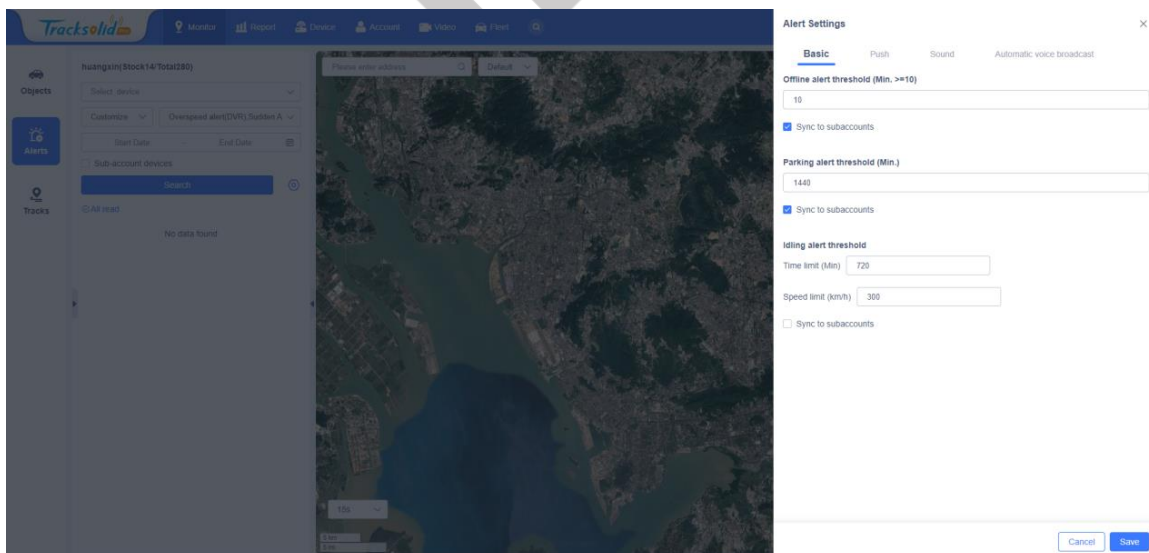 Tracksolid PRO
Monitor
Report
Device
Account
Video
Fleet
huangxin(Stock14/Total280)
Objects
Select device
Customize
Overspeed alert(DVR),Sudden A
Alerts
Start Date
End Date
Sub-account devices
Search
All read
Tracks
No data found
Please enter address
Default
10s
Alert Settings
Basic Push Sound Automatic voice broadcast
Offline alert threshold (Min. >=10)
10
Sync to subaccounts
Parking alert threshold (Min.)
1440
Sync to subaccounts
Idling alert threshold
Time limit (Min) 720
Speed limit (km/h) 300
Sync to subaccounts
Cancel Save